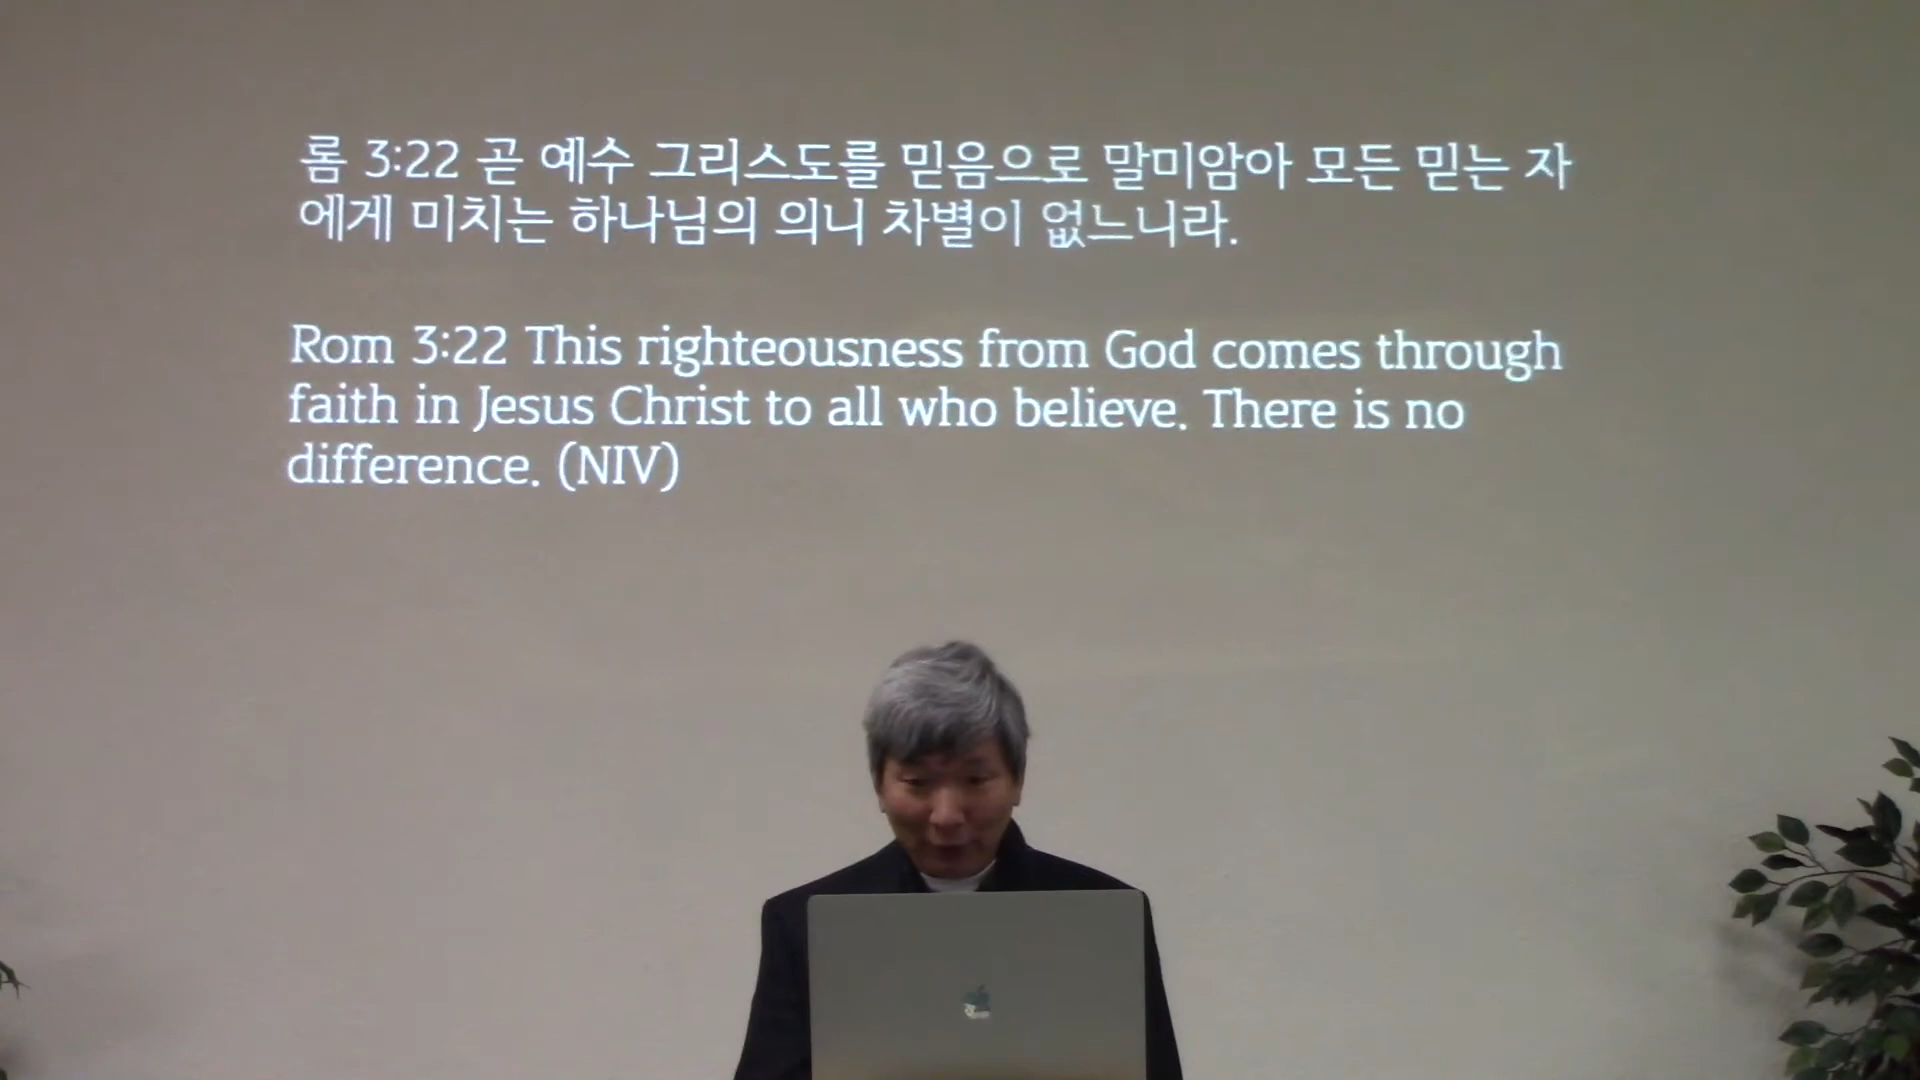 롬 3:22 곧 예수 그리스도를 믿음으로 말미암아 모든 믿는 자
에게 미치는 하나님의 의니 차별이 없느니라.
Rom 3:22 This righteousness from God comes through
faith in Jesus Christ to all who believe. There is no
difference. (NIV)